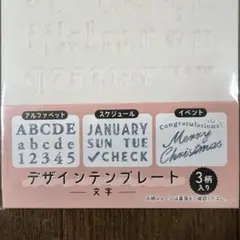 アルファベット
ABCDE
abcde
12345
スケジュール
JANUARY
SUN TUE
✓CHECK
イベント
Congratulations!
Merry
Christmas
デザインテンプレート
文字
3柄
入り